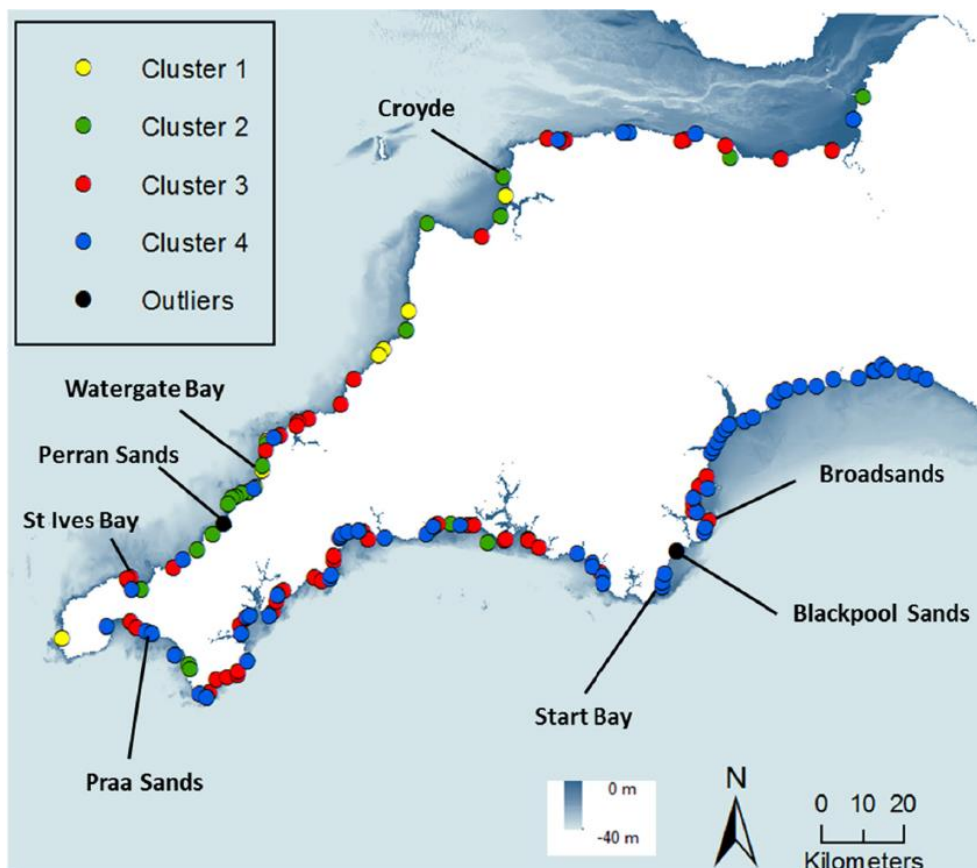 Cluster 1
Cluster 2
Cluster 3
Cluster 4
Outliers
Croyde
Watergate Bay
Perran Sands
St Ives Bay
Broadsands
Blackpool Sands
Start Bay
Praa Sands
0 m
-40 m
N
0 10 20
Kilometers